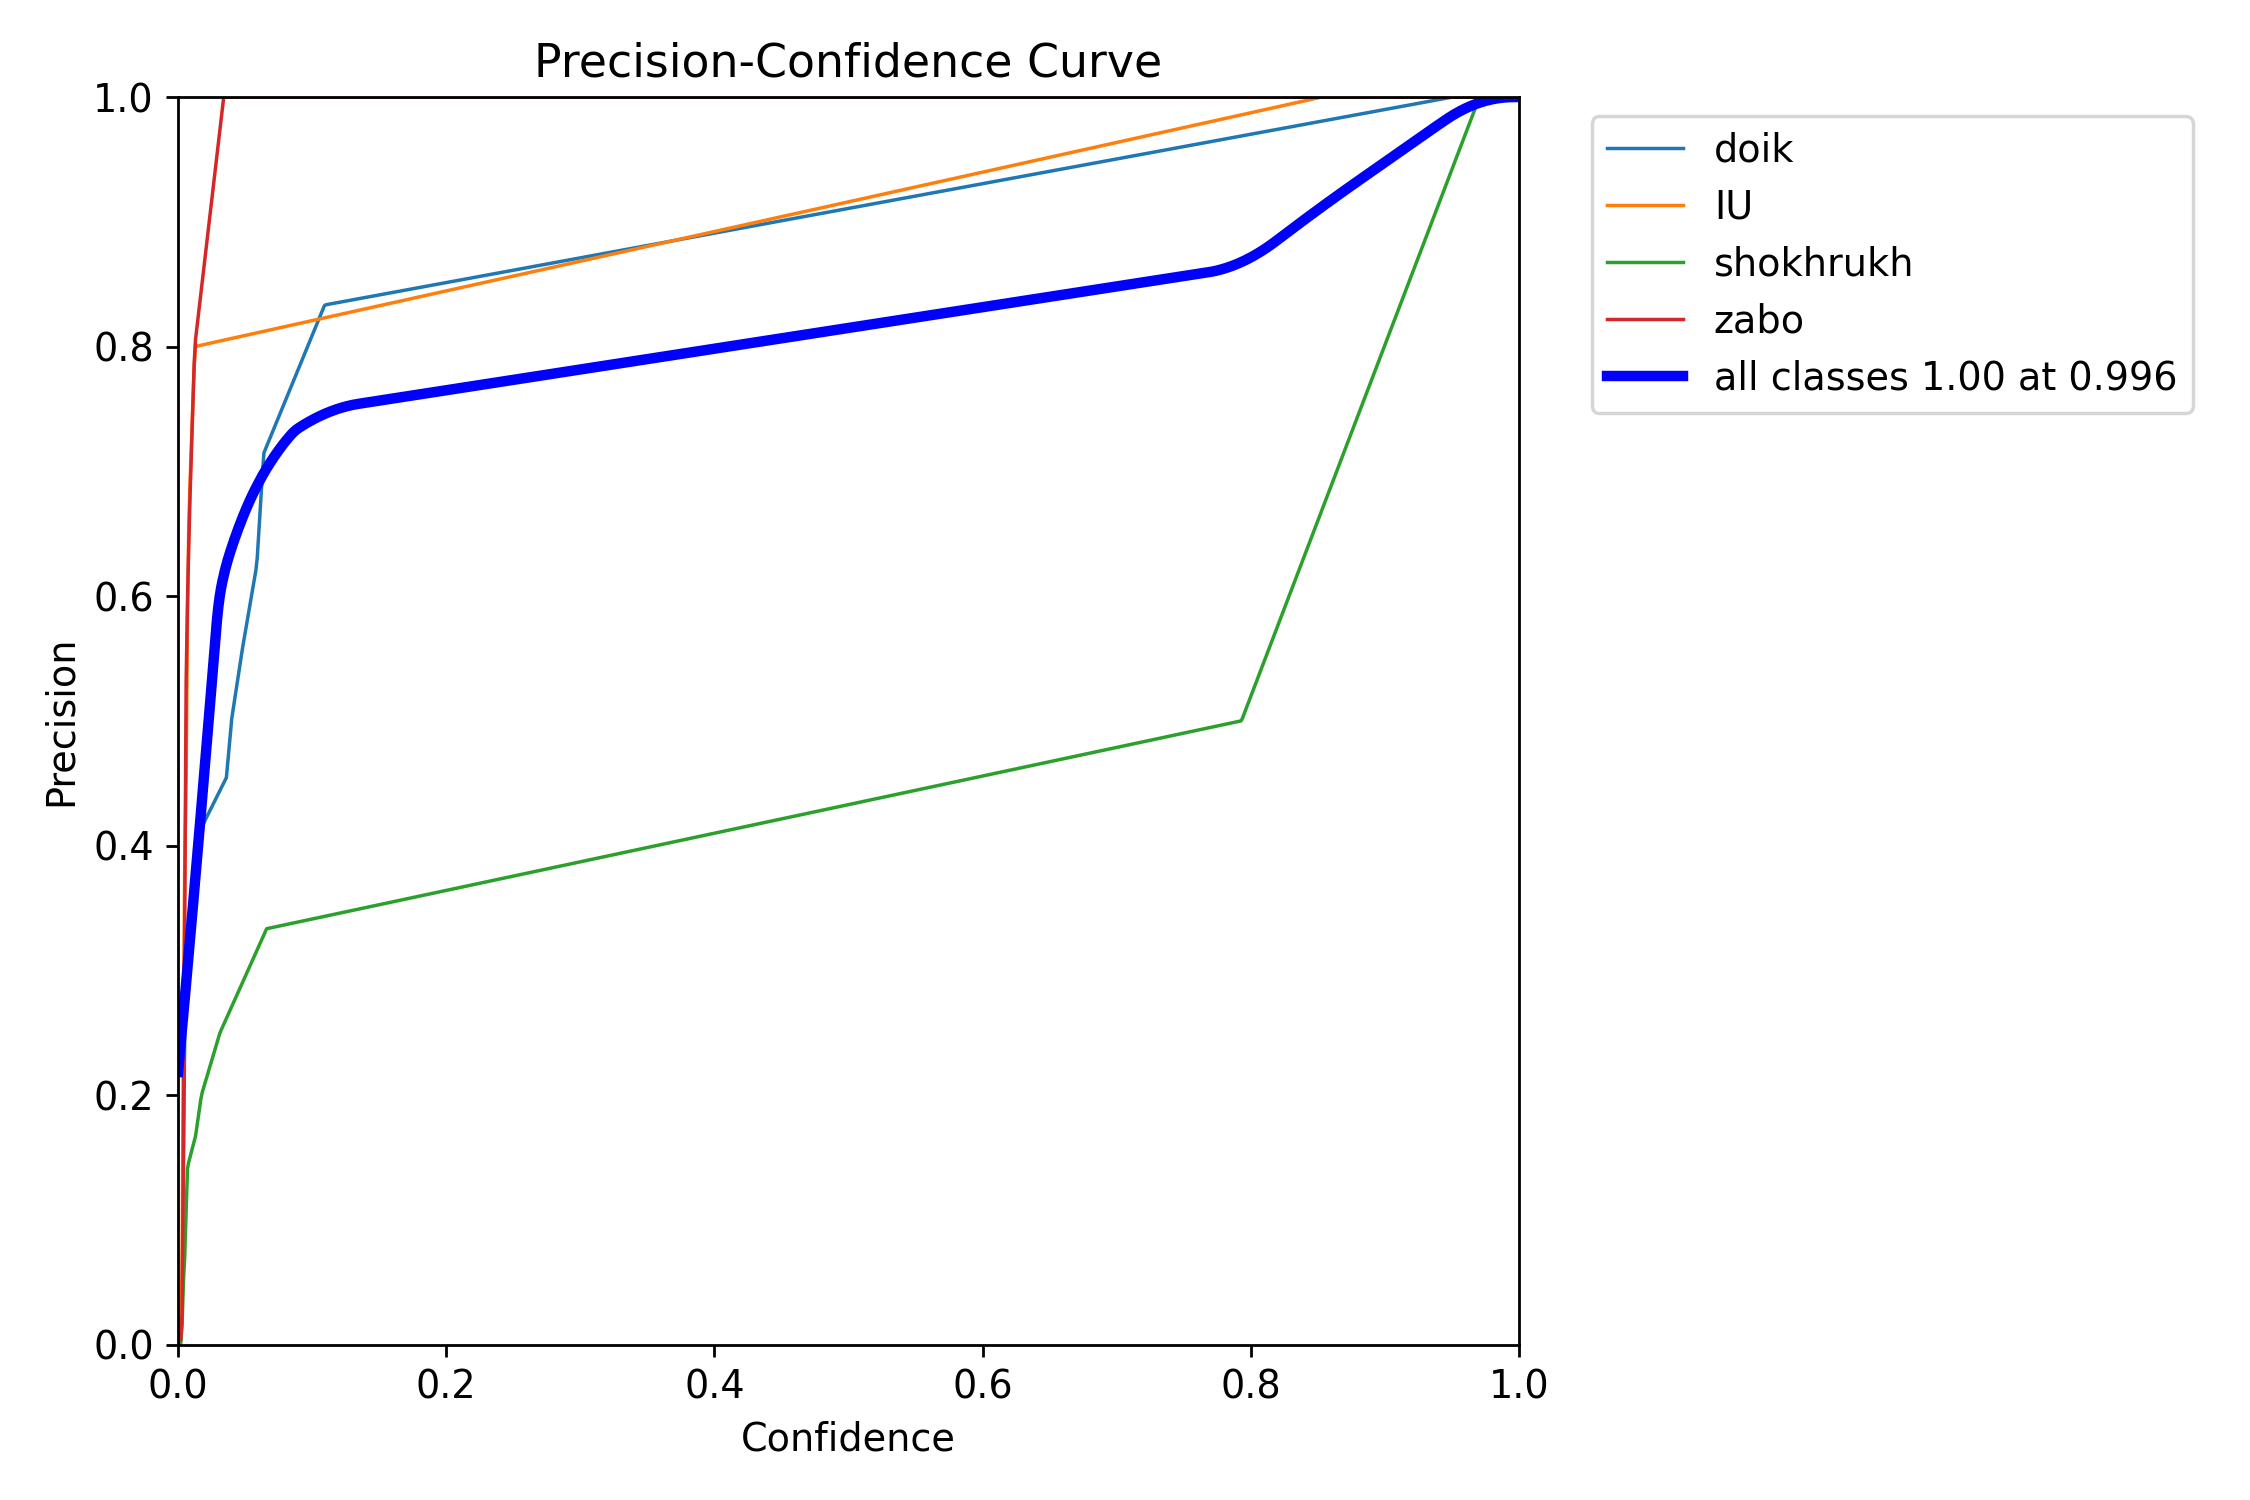 Precision-Confidence Curve
1.0
0.8
0.6
0.4
0.2
0.0
Precision
0.0 0.2 0.4 0.6 0.8 1.0
Confidence
doik
IU
shokhrukh
zabo
all classes 1.00 at 0.996